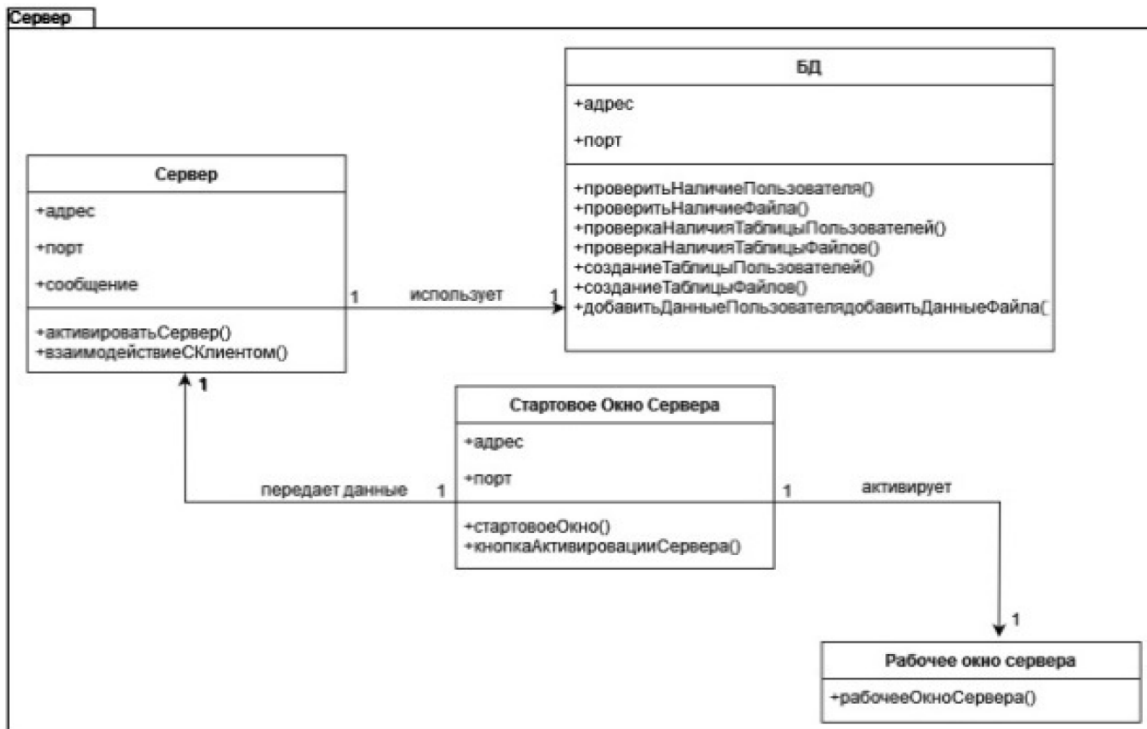 Сервер
БД
+адрес
+порт
+проверитьНаличиеПользователя()
+проверитьНаличиеФайла()
+проверкаНаличияТаблицыПользователей()
+проверкаНаличияТаблицыФайлов()
+созданиеТаблицыПользователей()
+созданиеТаблицыФайлов()
+добавитьДанныеПользователядобавитьДанныеФайла(
Сервер
+адрес
+порт
+сообщение
+активироватьСервер()
+взаимодействиеСКлиентом()
1 использует 1
1
Стартовое Окно Сервера
+адрес
+порт
+стартовоеОкно()
+кнопкаАктивировацииСервера()
передает данные 1
1 активирует
1
Рабочее окно сервера
+рабочееОкноСервера()